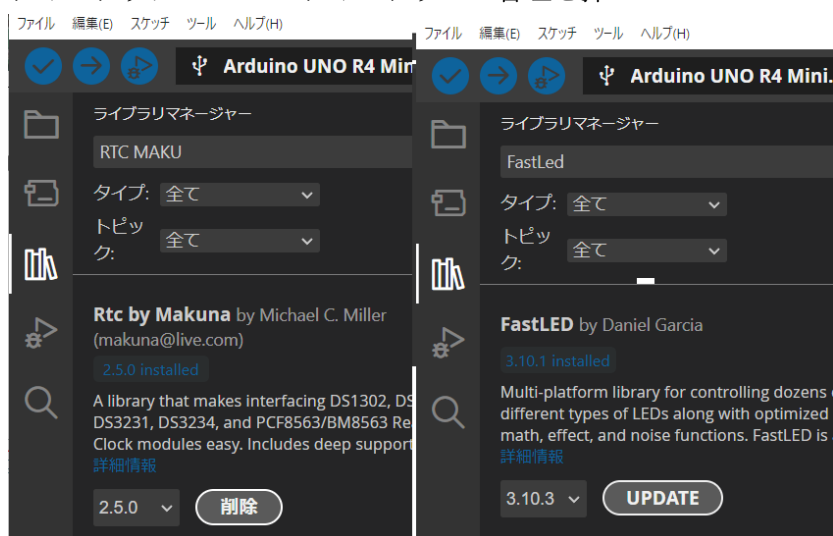 ファイル 編集(E) スケッチ ツール ヘルプ(H)
Arduino UNO R4 Min
ライブラリマネージャー
RTC MAKU
タイプ: 全て
トピッ
ク:
全て
Rtc by Makuna by Michael C. Miller
(makuna@live.com)
2.5.0 installed
A library that makes interfacing DS1302, DS
DS3231, DS3234, and PCF8563/BM8563 Re
Clock modules easy. Includes deep support
詳細情報
2.5.0 削除
ファイル 編集(E) スケッチ ツール ヘルプ(H)
Arduino UNO R4 Mini.
ライブラリマネージャー
FastLed
タイプ: 全て
トピッ
ク:
全て
FastLED by Daniel Garcia
3.10.1 installed
Multi-platform library for controlling dozens
different types of LEDs along with optimized
math, effect, and noise functions. FastLED is
詳細情報
3.10.3 UPDATE